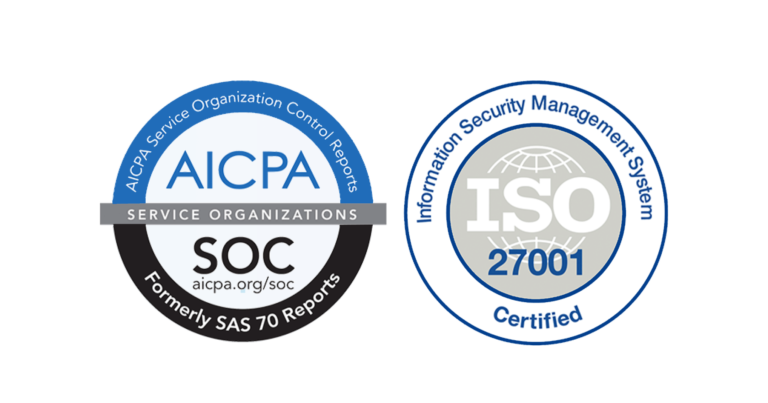 AICPA Service Organization Control Reports
AICPA
SERVICE ORGANIZATIONS
SOC
aicpa.org/soc
Formerly SAS 70 Reports
Information Security Management System
ISO
27001
Certified